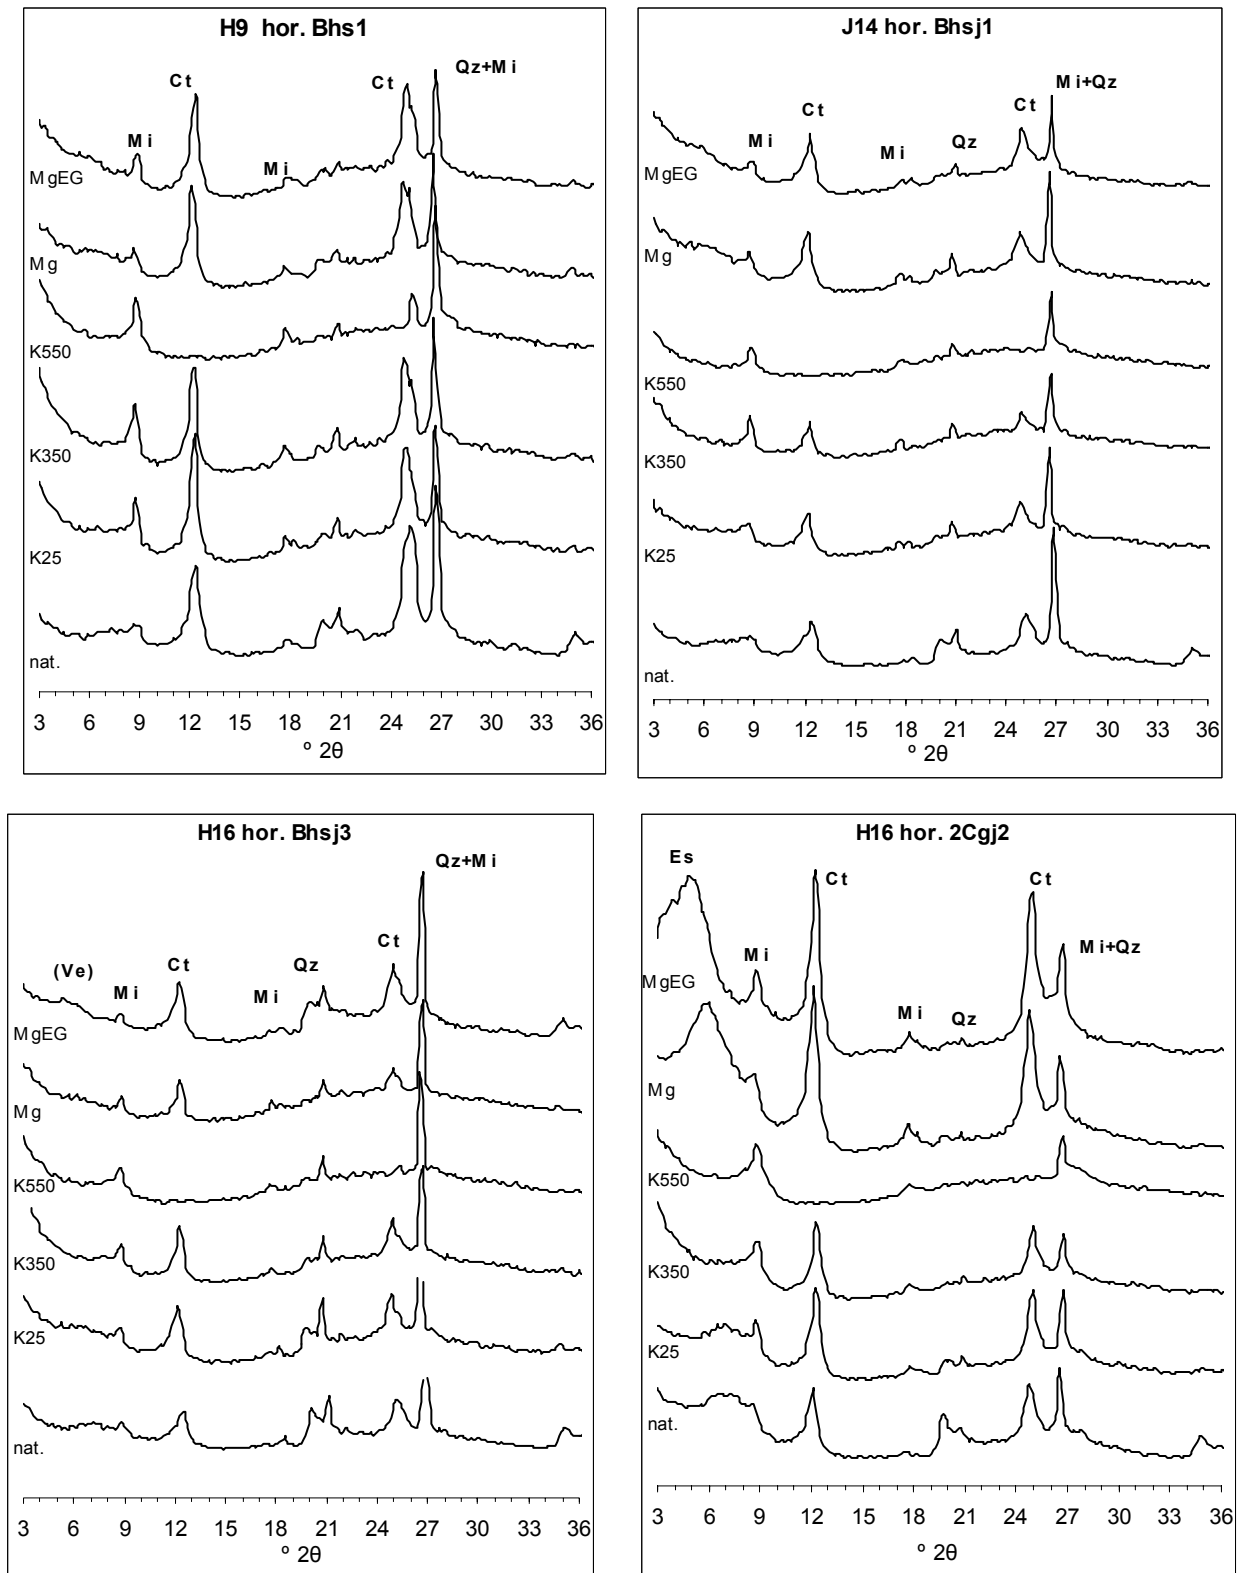 H9 hor. Bhs1
Qz+Mi
Ct
Ct
Mi
Mi
MgEG
Mg
K550
K350
K25
nat.
3 6 9 12 15 18 21 24 27 30 33 36
º 2θ
J14 hor. Bhsj1
Mi+Qz
Ct
Ct
Mi
Mi
Qz
MgEG
Mg
K550
K350
K25
nat.
3 6 9 12 15 18 21 24 27 30 33 36
º 2θ
H16 hor. Bhsj3
Qz+Mi
Ct
(Ve)
Ct
Qz
Mi
Mi
MgEG
Mg
K550
K350
K25
nat.
3 6 9 12 15 18 21 24 27 30 33 36
º 2θ
H16 hor. 2Cgj2
Es
Ct
Ct
Mi
Mi+Qz
MgEG
Mi
Qz
Mg
K550
K350
K25
nat.
3 6 9 12 15 18 21 24 27 30 33 36
º 2θ